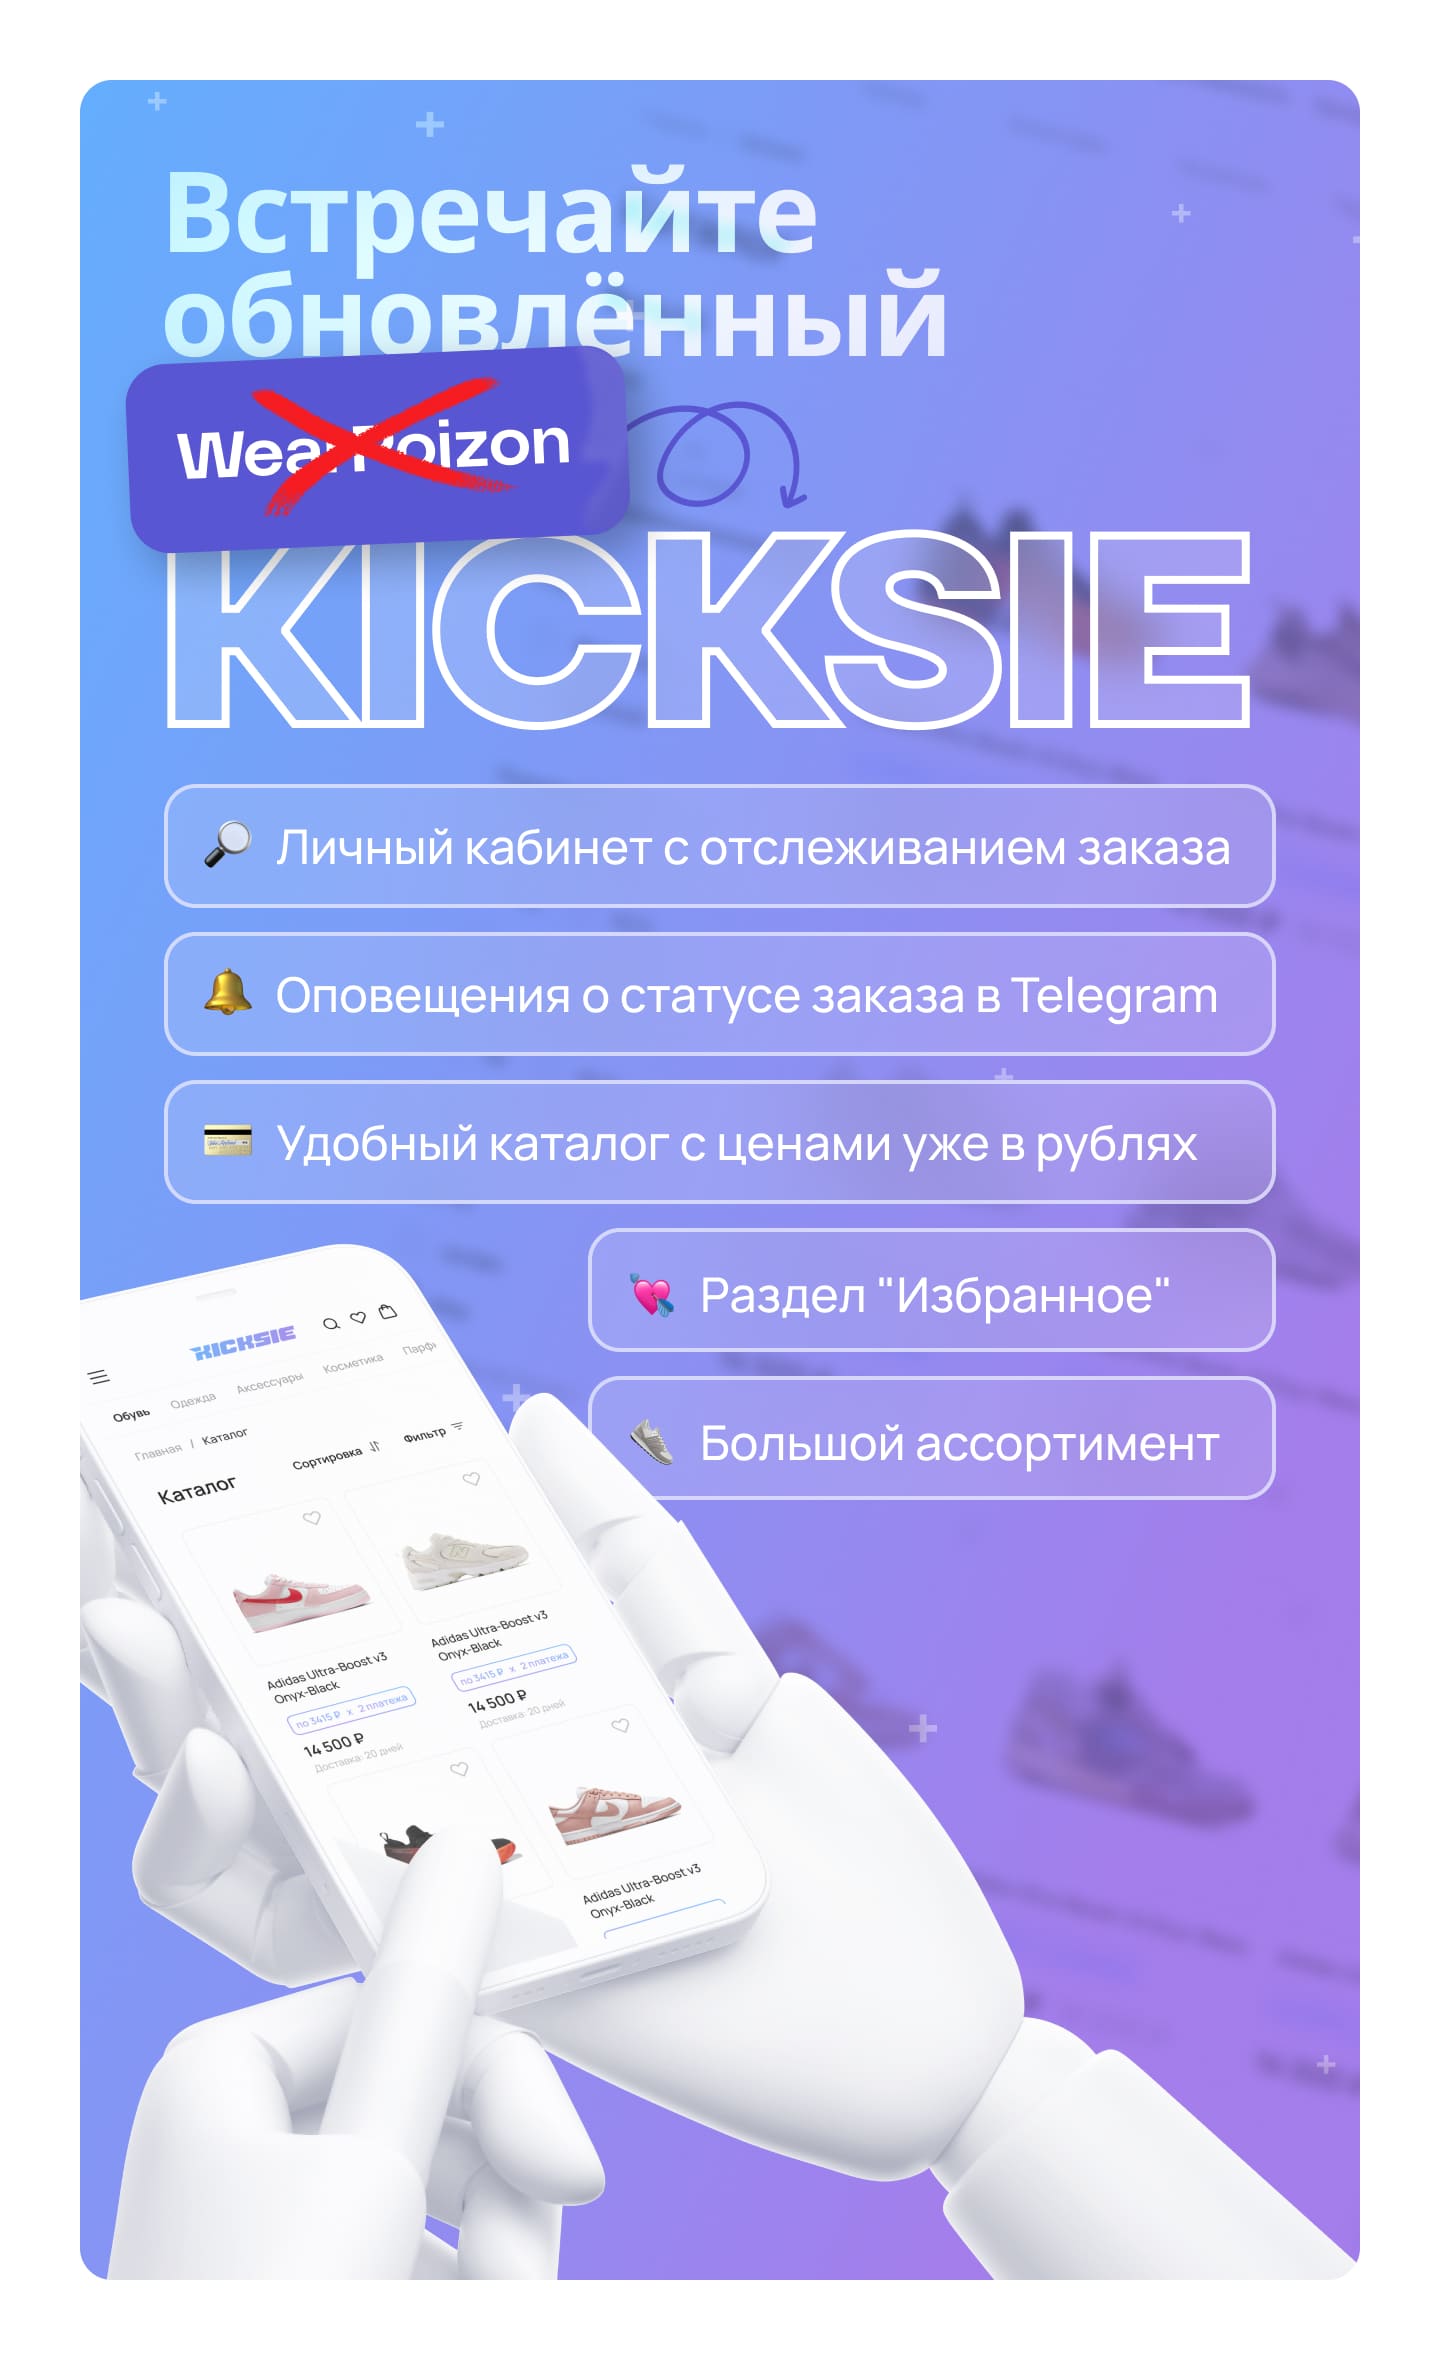 Встречайте
обновлённый
WearPoizon
KICKSIE
Личный кабинет с отслеживанием заказа
Оповещения о статусе заказа в Telegram
Удобный каталог с ценами уже в рублях
Раздел "Избранное"
Большой ассортимент
KICKSIE
Обувь Одежда Аксессуары Косметика Парфю
Главная / Каталог
Сортировка Фильтр
Каталог
Adidas Ultra-Boost v3
Onyx-Black
по 3415 ₽ х 2 платежа
14 500 ₽
Доставка: 20 дней
Adidas Ultra-Boost v3
Onyx-Black
по 3415 ₽ х 2 платежа
14 500 ₽
Доставка: 20 дней
Adidas Ultra-Boost v3
Onyx-Black